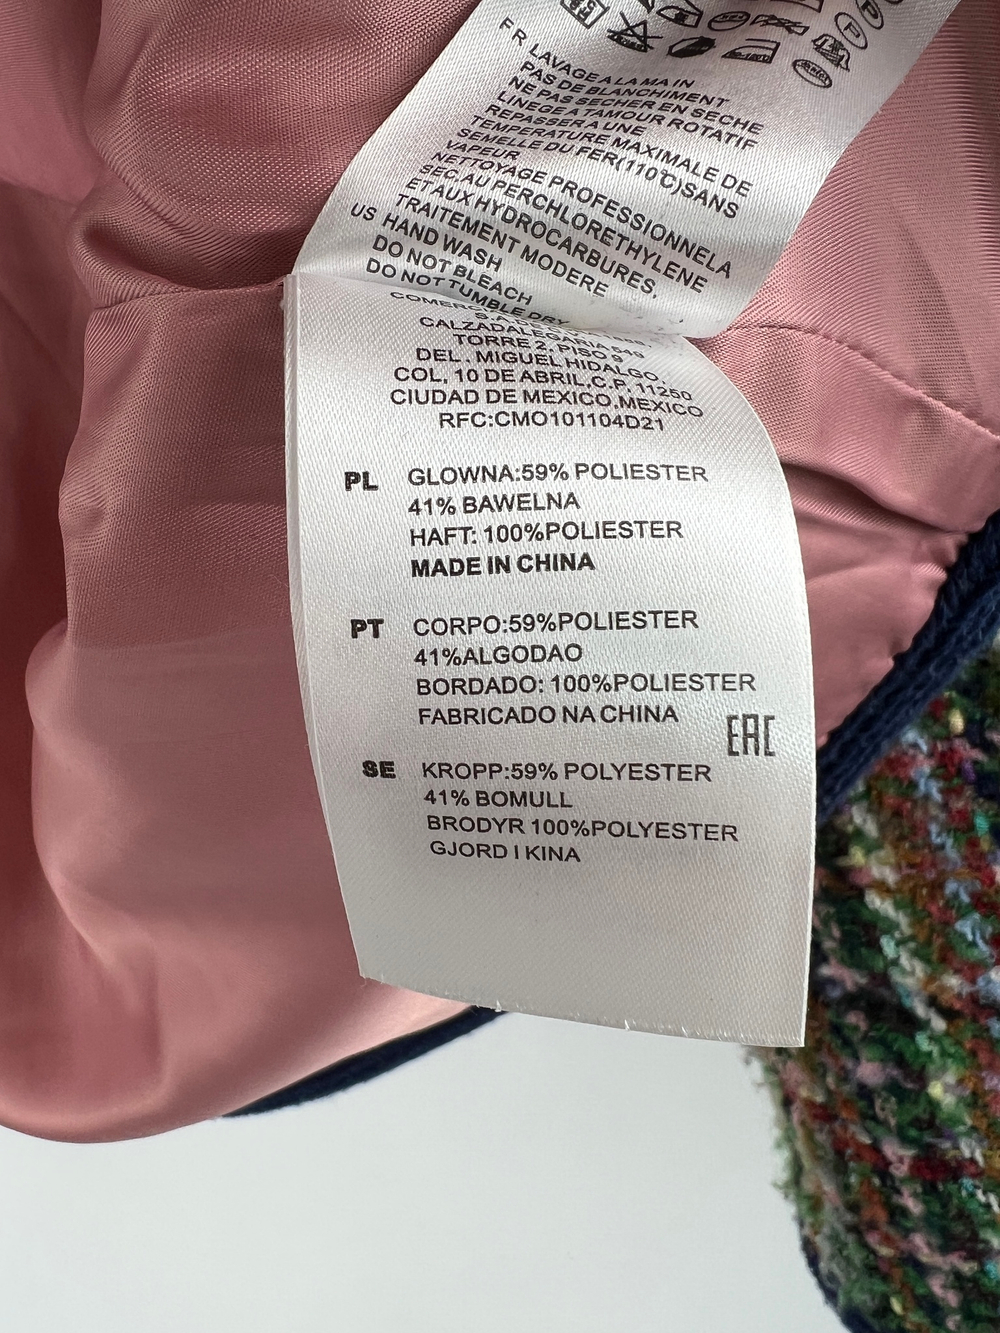 FR LAVAGE A LA MAIN
PAS DE BLANCHIMENT
NE PAS SECHER EN SECHE
LINEGE A TAMOUR ROTATIF
REPASSER A UNE
TEMPERATURE MAXIMALE DE
SEMELLE DU FER(110℃)SANS
VAPEUR
NETTOYAGE PROFESSIONNELA
SEC.AU PERCHLORETHYLENE
ET AUX HYDROCARBURES,
TRAITEMENT MODERE
US HAND WASH
DO NOT BLEACH
DO NOT TUMBLE DRY
S.A.
CALZADALEGARIA 549
TORRE 2, PISO 9
DEL. MIGUEL HIDALGO,
COL, 10 DE ABRIL,C.P. 11250
CIUDAD DE MEXICO,MEXICO
RFC:CMO101104D21
PL GLOWNA:59% POLIESTER
41% BAWELNA
HAFT: 100%POLIESTER
MADE IN CHINA
PT CORPO:59%POLIESTER
41%ALGODAO
BORDADO: 100%POLIESTER
FABRICADO NA CHINA
EAC
SE KROPP:59% POLYESTER
41% BOMULL
BRODYR 100%POLYESTER
GJORD I KINA